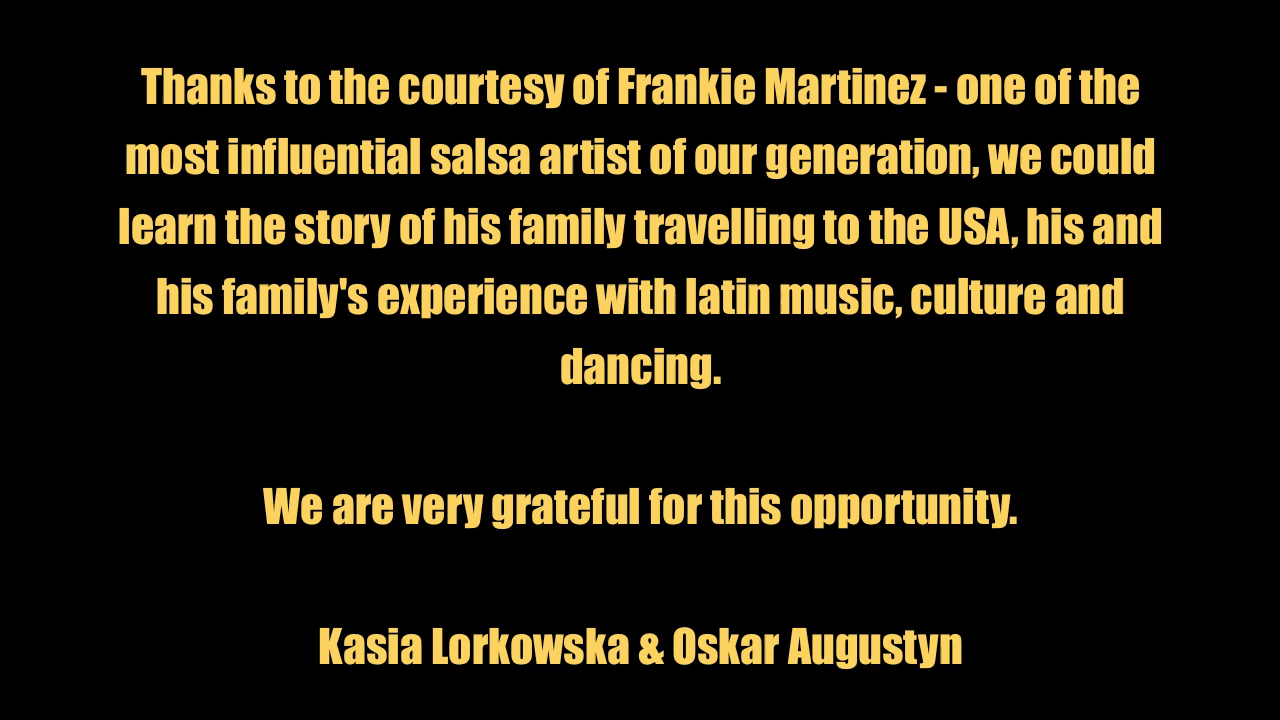 Thanks to the courtesy of Frankie Martinez - one of the
most influential salsa artist of our generation, we could
learn the story of his family travelling to the USA, his and
his family's experience with latin music, culture and
dancing.
We are very grateful for this opportunity.
Kasia Lorkowska & Oskar Augustyn